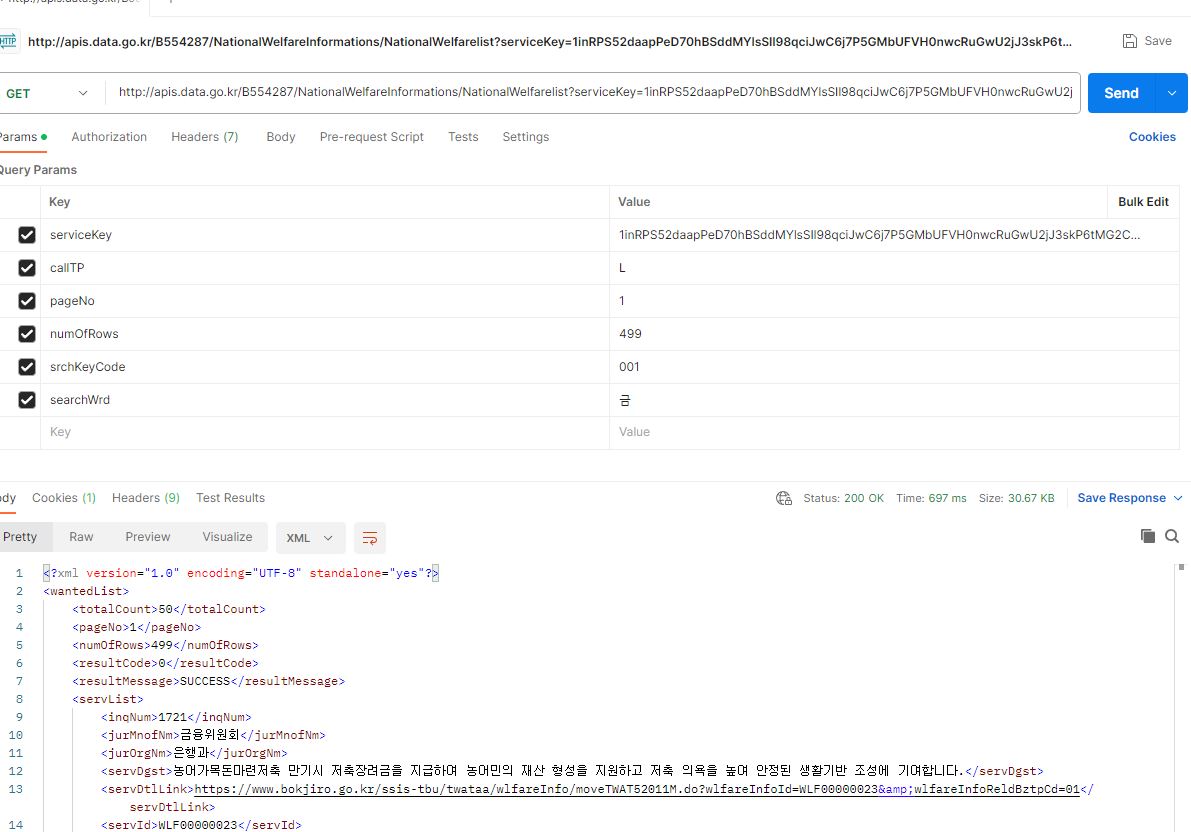 HTTP http://apis.data.go.kr/B554287/NationalWelfareInformations/NationalWelfarelist?serviceKey=1inRPS52daapPeD70hBSddMYlsSIl98qciJwC6j7P5GMbUFVH0nwcRuGwU2jJ3skP6t... Save
GET http://apis.data.go.kr/B554287/NationalWelfareInformations/NationalWelfarelist?serviceKey=1inRPS52daapPeD70hBSddMYlsSIl98qciJwC6j7P5GMbUFVH0nwcRuGwU2j Send
Params Authorization Headers (7) Body Pre-request Script Tests Settings Cookies
Query Params
Key Value Bulk Edit
serviceKey 1inRPS52daapPeD70hBSddMYlsSIl98qciJwC6j7P5GMbUFVH0nwcRuGwU2jJ3skP6tMG2C...
callTP L
pageNo 1
numOfRows 499
srchKeyCode 001
searchWrd 금
Key Value
ody Cookies (1) Headers (9) Test Results Status: 200 OK Time: 697 ms Size: 30.67 KB Save Response
Pretty Raw Preview Visualize XML
1 <?xml version="1.0" encoding="UTF-8" standalone="yes"?>
2 <wantedList>
3 <totalCount>50</totalCount>
4 <pageNo>1</pageNo>
5 <numOfRows>499</numOfRows>
6 <resultCode>0</resultCode>
7 <resultMessage>SUCCESS</resultMessage>
8 <servList>
9 <inqNum>1721</inqNum>
10 <jurMnofNm>금융위원회</jurMnofNm>
11 <jurOrgNm>은행과</jurOrgNm>
12 <servDgst>농어가목돈마련저축 만기시 저축장려금을 지급하여 농어민의 재산 형성을 지원하고 저축 의욕을 높여 안정된 생활기반 조성에 기여합니다.</servDgst>
13 <servDtlLink>https://www.bokjiro.go.kr/ssis-tbu/twataa/wlfareInfo/moveTWAT52011M.do?wlfareInfoId=WLF00000023&amp;wlfareInfoReldBztpCd=01</
servDtlLink>
14 <servId>WLF00000023</servId>